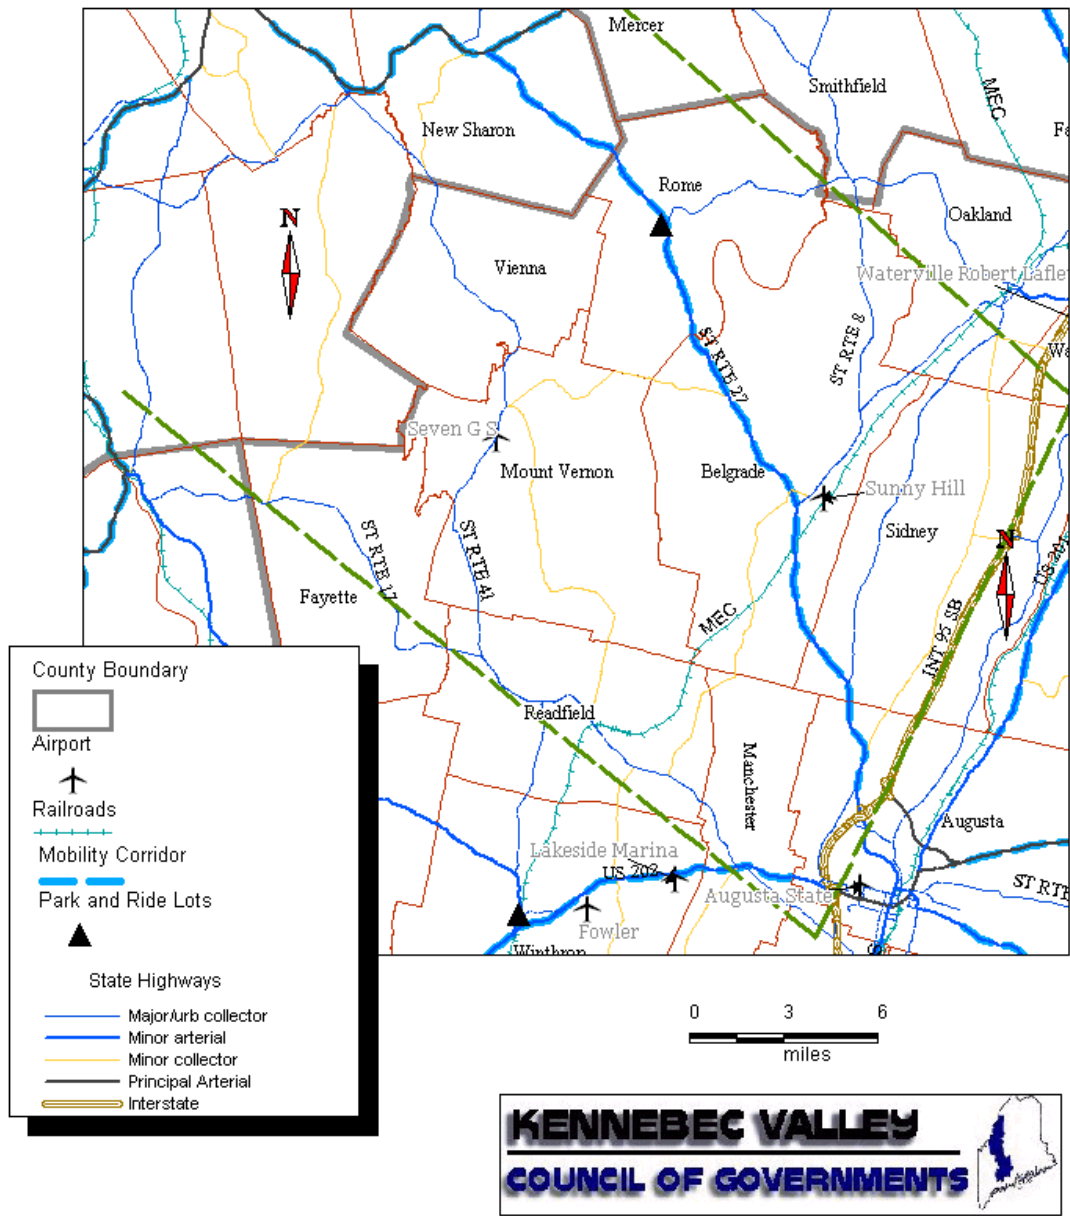 Mercer
Smithfield
MEC
Fa
New Sharon
Rome
Oakland
N
Vienna
Waterville Robert Lafle
ST RTE 8
ST RTE 27
Wa
Seven G S
Mount Vernon
Belgrade
Sunny Hill
Sidney
N
US 201
ST RTE 17
ST RTE 41
Fayette
MEC
INT 95 SB
Readfield
Manchester
Augusta
Lakeside Marina
US 202
Augusta State
ST RTE
Fowler
Winthrop
S
County Boundary
Airport
Railroads
Mobility Corridor
Park and Ride Lots
State Highways
Major/urb collector
Minor arterial
Minor collector
Principal Arterial
Interstate
0 3 6
miles
KENNEBEC VALLEY
COUNCIL OF GOVERNMENTS